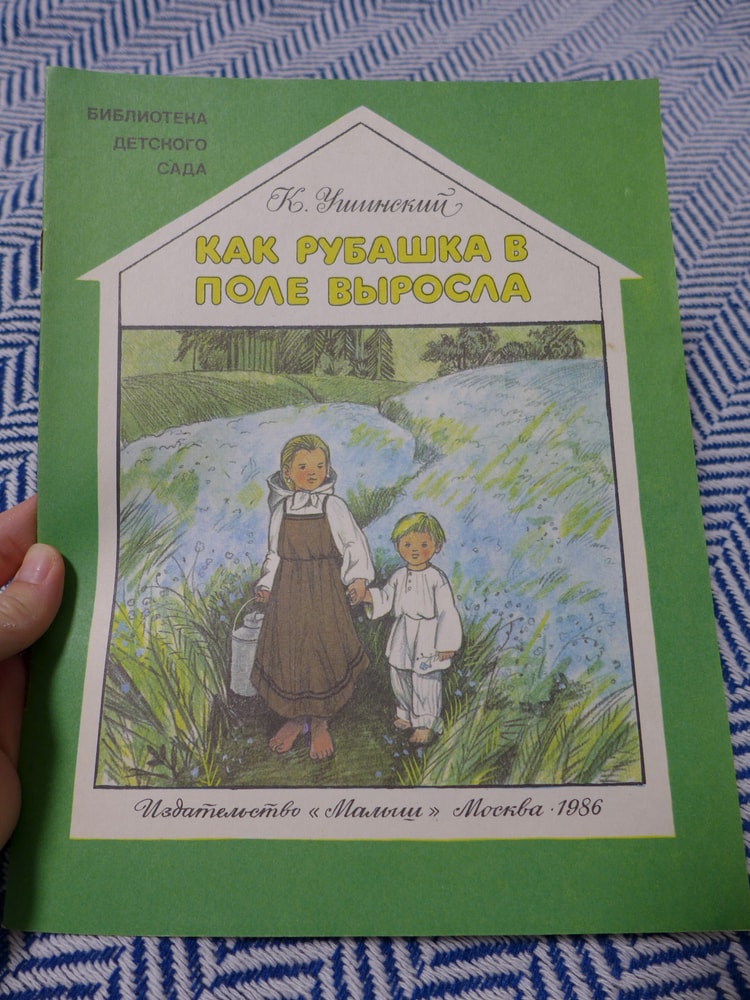 БИБЛИОТЕКА
ДЕТСКОГО
САДА
К. Ушинский
КАК РУБАШКА В
ПОЛЕ ВЫРОСЛА
Издательство «Малыш» Москва · 1986